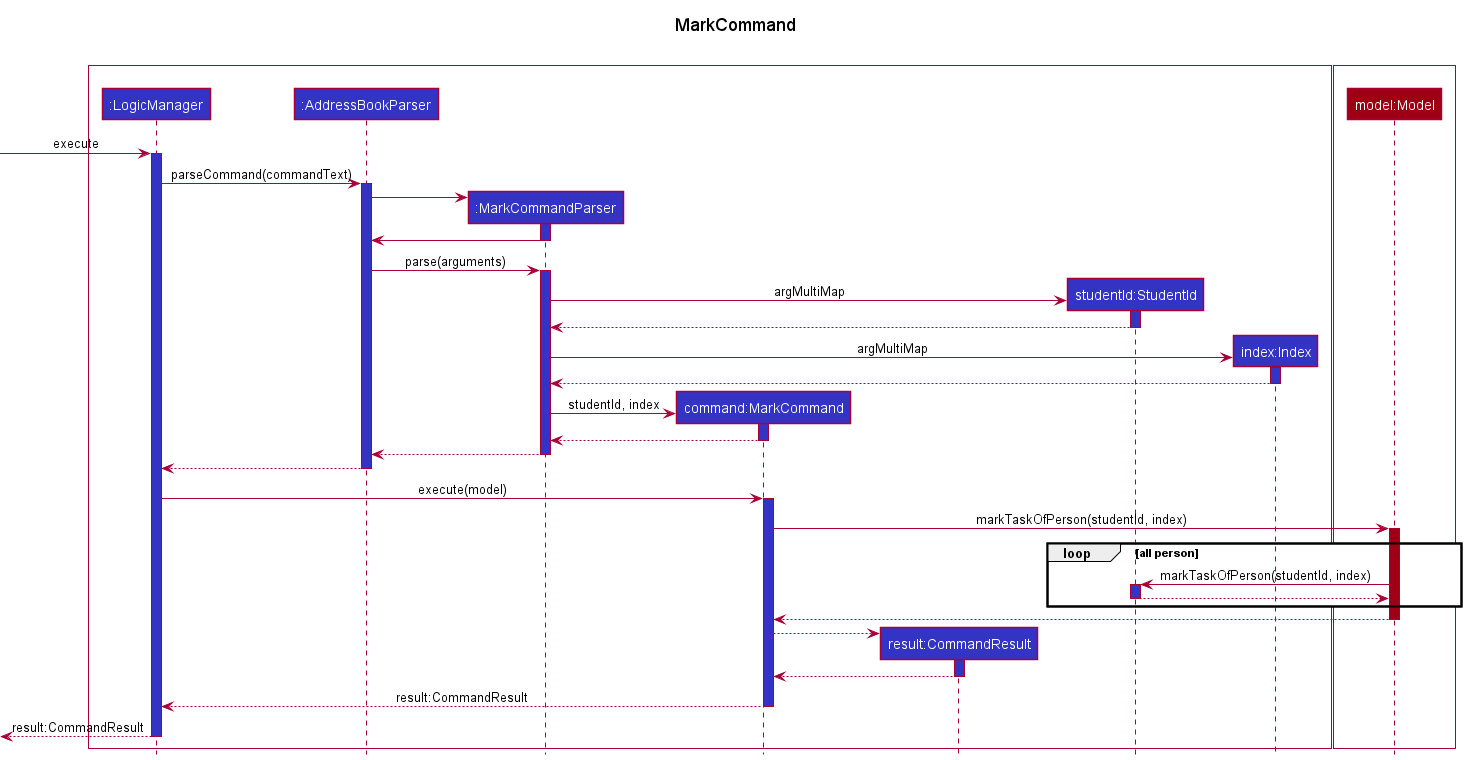 MarkCommand
:LogicManager
:AddressBookParser
model:Model
execute
parseCommand(commandText)
:MarkCommandParser
parse(arguments)
argMultiMap
studentId:StudentId
argMultiMap
index:Index
studentId, index
command:MarkCommand
execute(model)
markTaskOfPerson(studentId, index)
loop
[all person]
markTaskOfPerson(studentId, index)
result:CommandResult
result:CommandResult
result:CommandResult